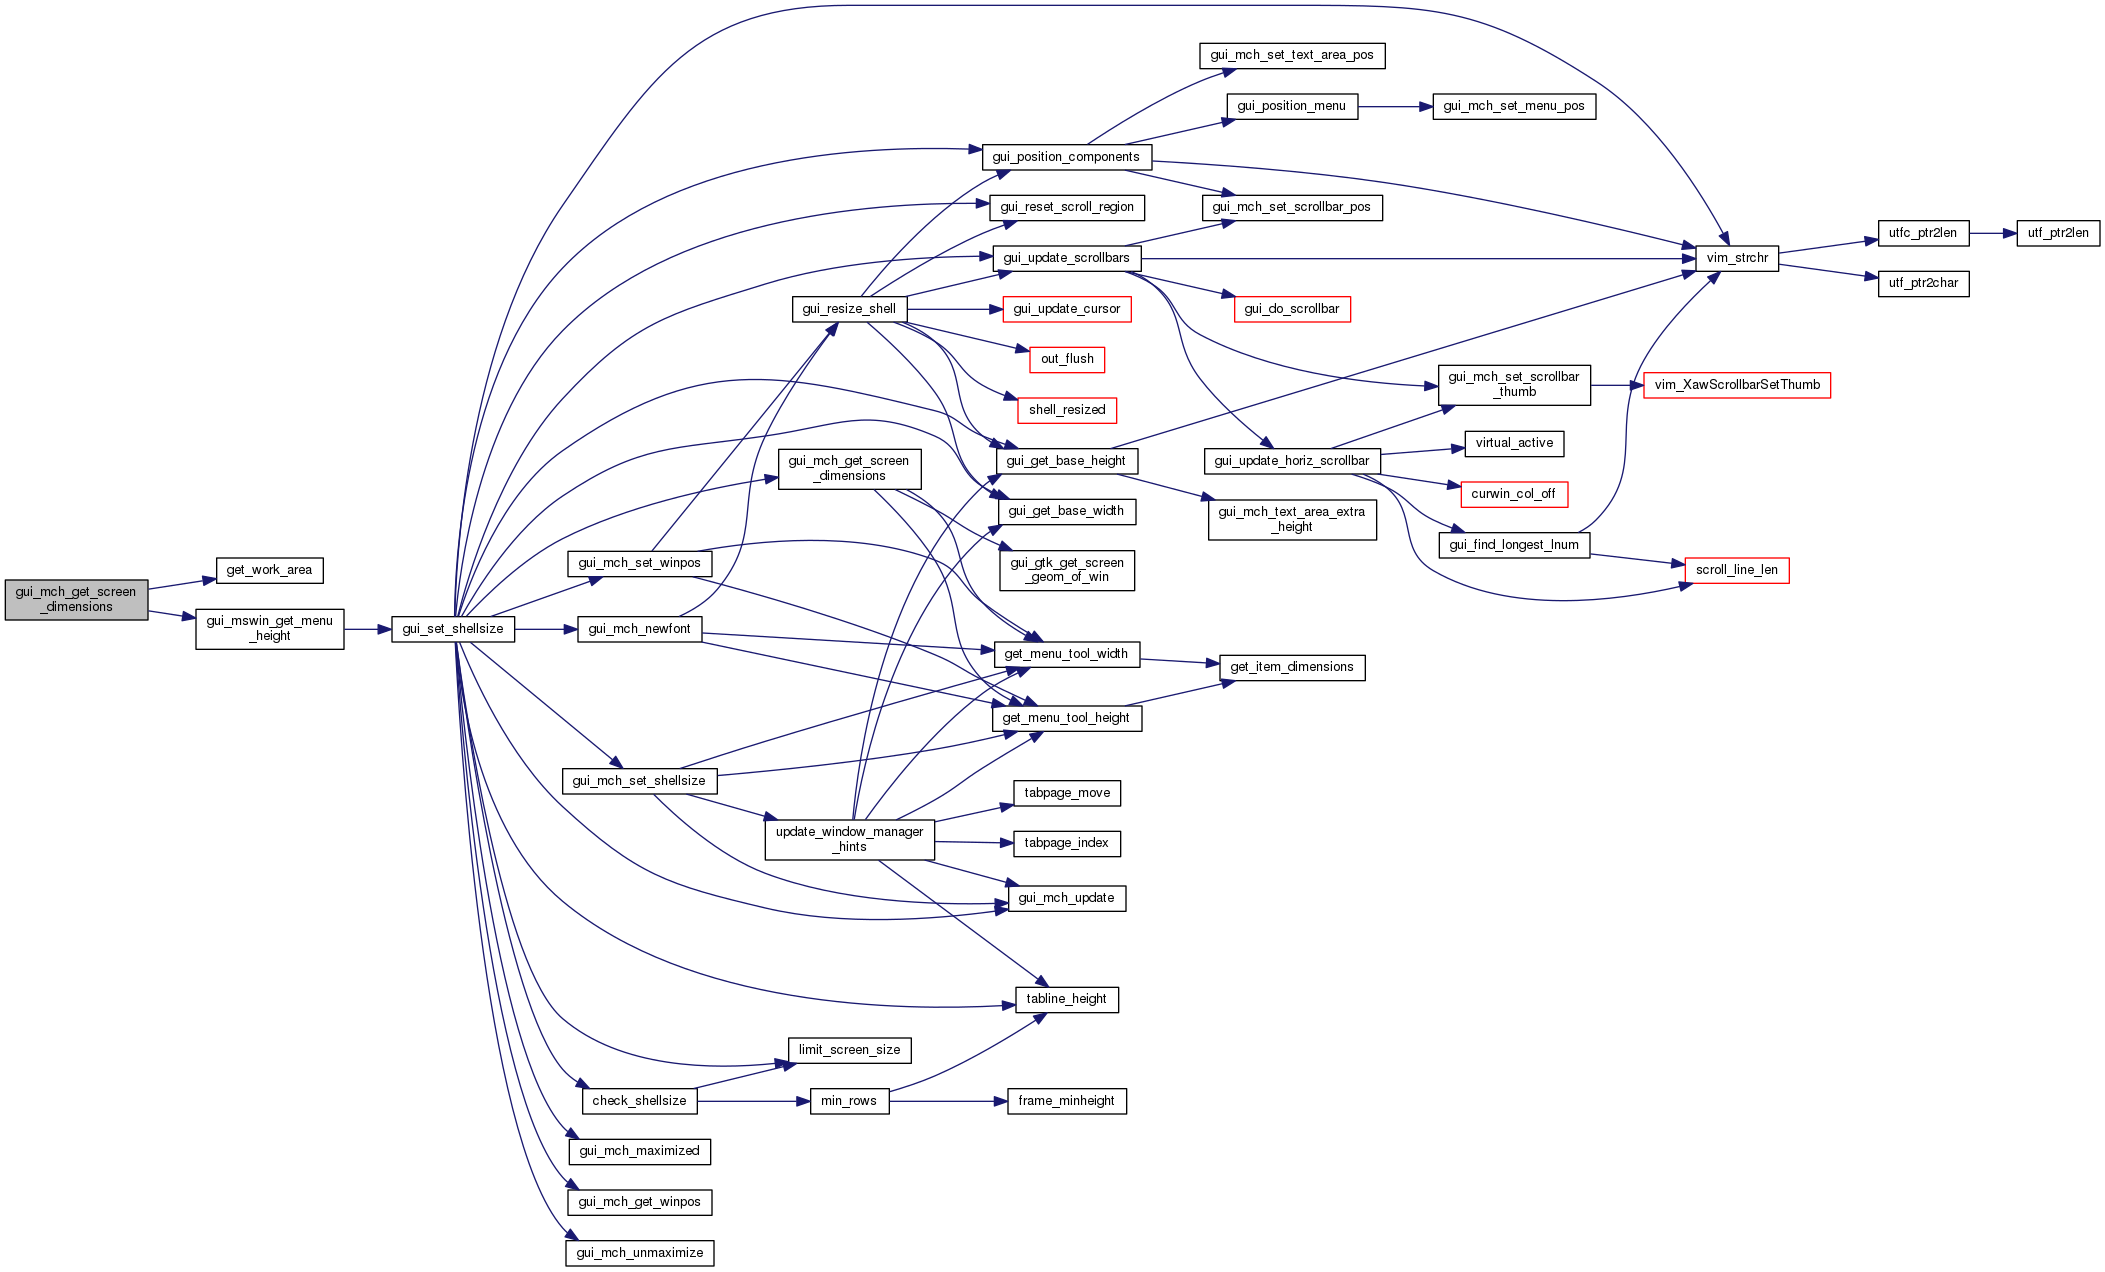 gui_mch_get_screen
_dimensions
get_work_area
gui_mswin_get_menu
_height
gui_set_shellsize
gui_mch_set_winpos
gui_mch_newfont
gui_mch_set_shellsize
check_shellsize
gui_mch_maximized
gui_mch_get_winpos
gui_mch_unmaximize
gui_resize_shell
gui_mch_get_screen
_dimensions
update_window_manager
_hints
limit_screen_size
min_rows
gui_position_components
gui_reset_scroll_region
gui_update_scrollbars
gui_update_cursor
out_flush
shell_resized
gui_get_base_height
gui_get_base_width
gui_gtk_get_screen
_geom_of_win
get_menu_tool_width
get_menu_tool_height
tabpage_move
tabpage_index
gui_mch_update
tabline_height
frame_minheight
gui_mch_set_text_area_pos
gui_position_menu
gui_mch_set_scrollbar_pos
gui_do_scrollbar
gui_update_horiz_scrollbar
gui_mch_text_area_extra
_height
get_item_dimensions
gui_mch_set_menu_pos
gui_mch_set_scrollbar
_thumb
virtual_active
curwin_col_off
gui_find_longest_lnum
vim_strchr
vim_XawScrollbarSetThumb
scroll_line_len
utfc_ptr2len
utf_ptr2char
utf_ptr2len